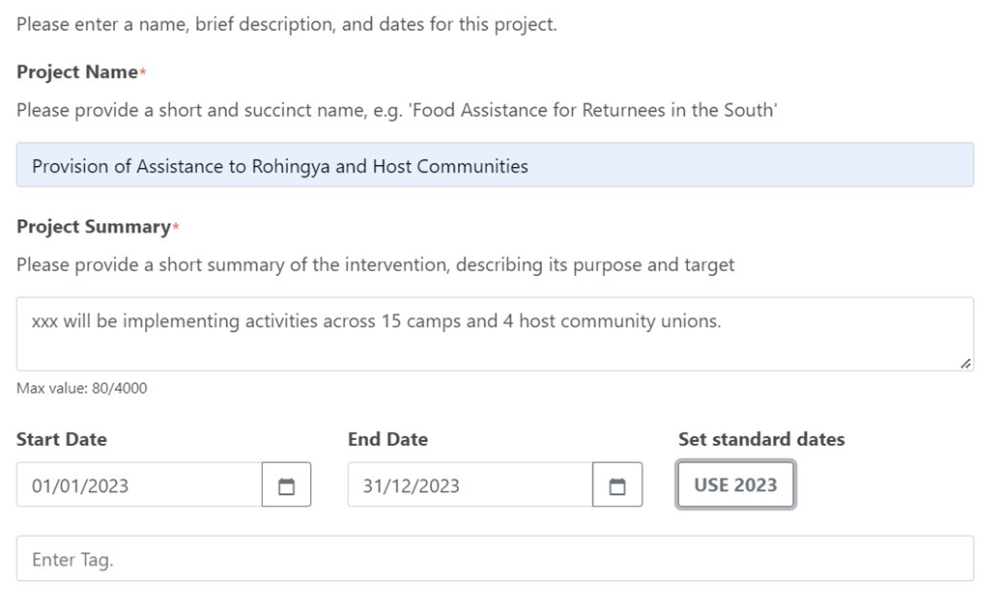 Please enter a name, brief description, and dates for this project.
Project Name*
Please provide a short and succinct name, e.g. 'Food Assistance for Returnees in the South'
Provision of Assistance to Rohingya and Host Communities
Project Summary*
Please provide a short summary of the intervention, describing its purpose and target
xxx will be implementing activities across 15 camps and 4 host community unions.
Max value: 80/4000
Start Date End Date Set standard dates
01/01/2023 31/12/2023 USE 2023
Enter Tag.